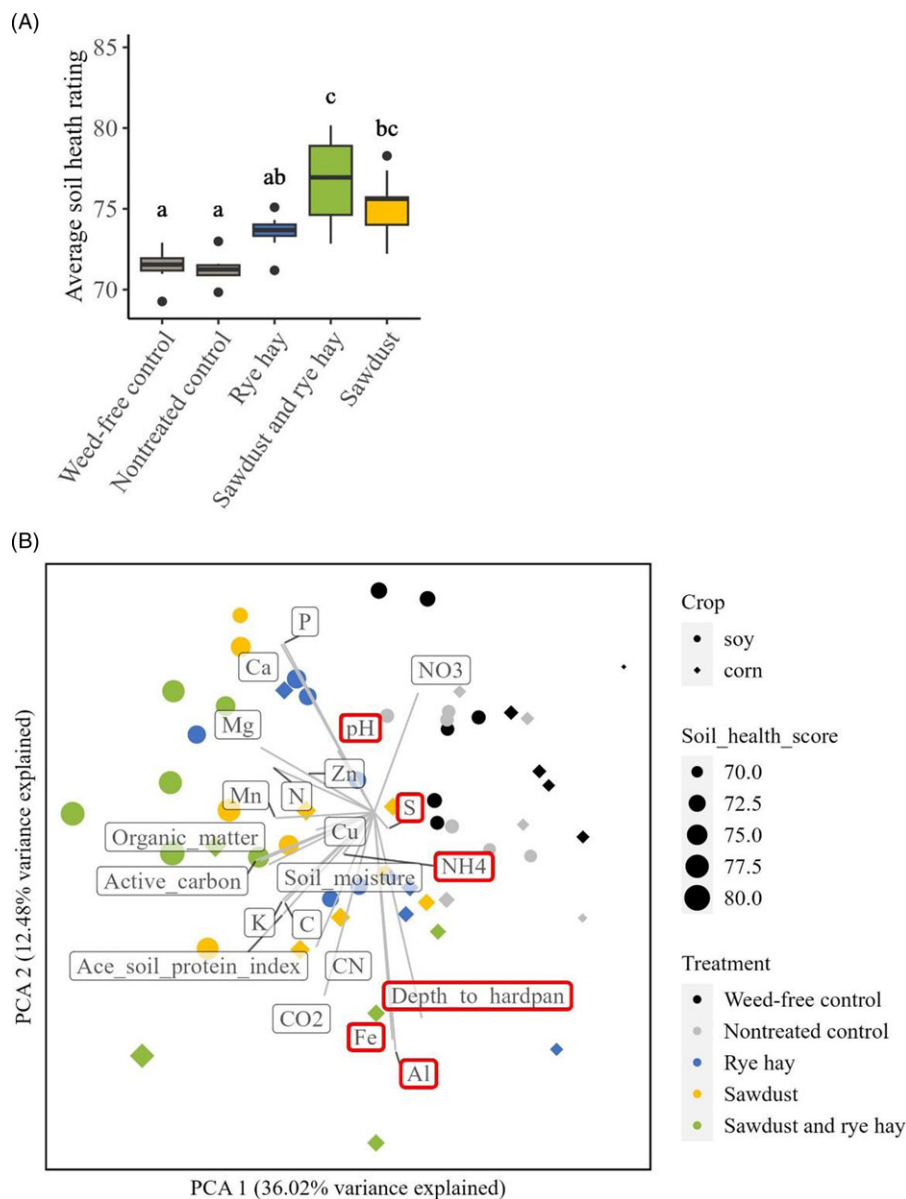 (A)
85
80
75
70
Average soil heath rating
a
a
ab
c
bc
Weed-free control
Nontreated control
Rye hay
Sawdust and rye hay
Sawdust
(B)
P
Ca
NO3
Mg
pH
Zn
N
Mn
S
Cu
Organic_matter
NH4
Active_carbon
Soil_moisture
K
C
Ace_soil_protein_index
CN
Depth_to_hardpan
CO2
Fe
Al
PCA 2 (12.48% variance explained)
PCA 1 (36.02% variance explained)
Crop
soy
corn
Soil_health_score
70.0
72.5
75.0
77.5
80.0
Treatment
Weed-free control
Nontreated control
Rye hay
Sawdust
Sawdust and rye hay